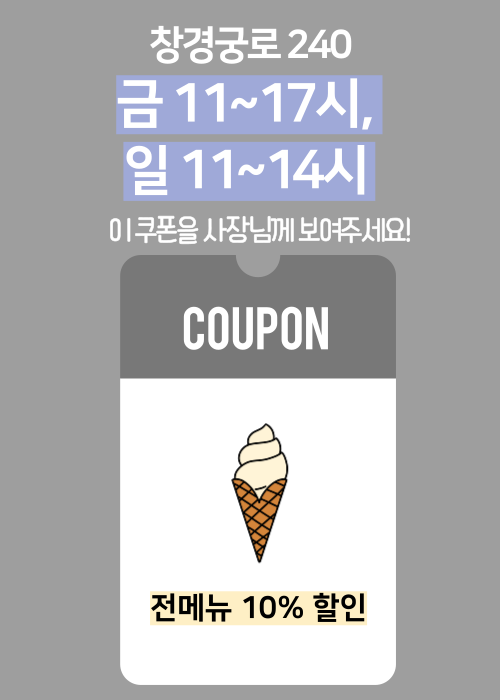 창경궁로 240
금 11~17시,
일 11~14시
이 쿠폰을 사장님께 보여주세요!
COUPON
전메뉴 10% 할인